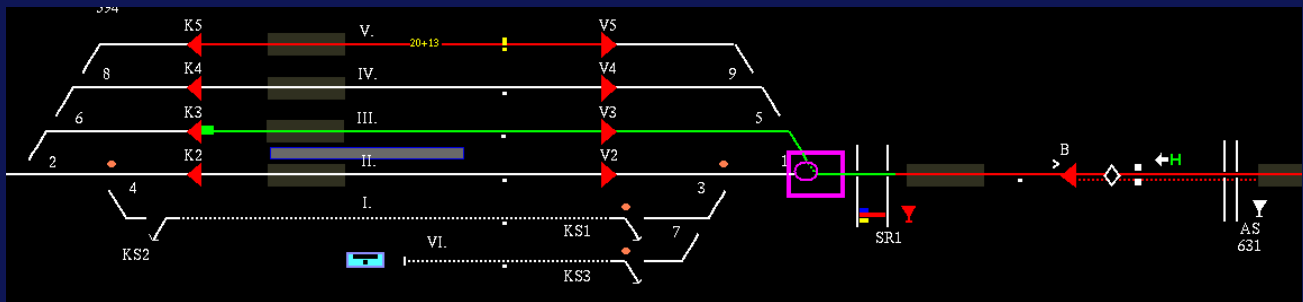 394
K5 V. 20+13 V5
8 K4 IV. V4 9
6 K3 III. V3 5
2 K2 II. V2 1 B H
4 I. 3
KS2 KS1 7 SR1 AS
631
VI.
KS3